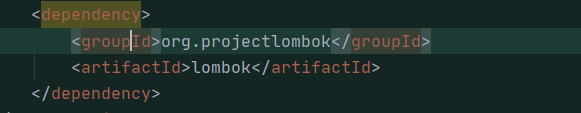 <dependency>
<groupId>org.projectlombok</groupId>
<artifactId>lombok</artifactId>
</dependency>